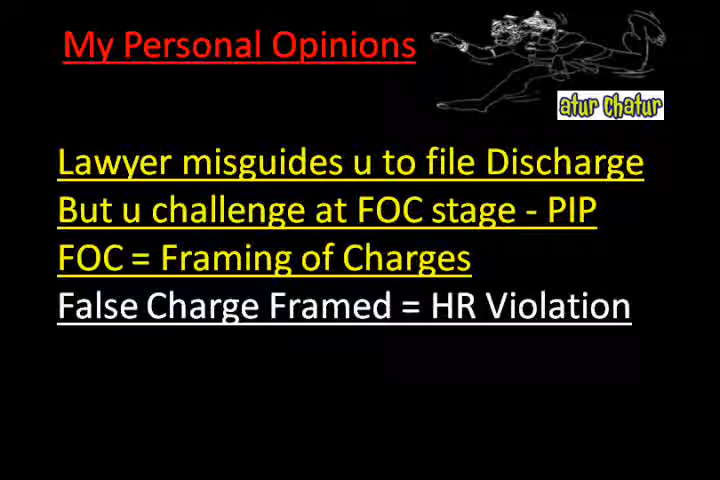 My Personal Opinions
atur chatur
Lawyer misguides u to file Discharge
But u challenge at FOC stage - PIP
FOC = Framing of Charges
False Charge Framed = HR Violation